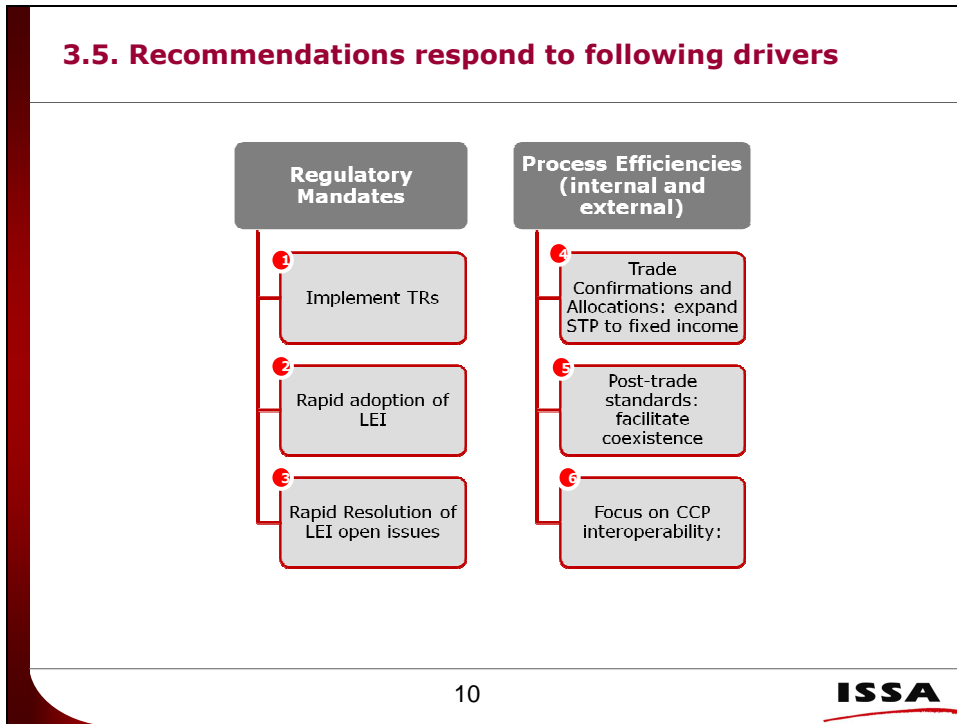 3.5. Recommendations respond to following drivers
Regulatory
Mandates
1
Implement TRs
2
Rapid adoption of
LEI
3
Rapid Resolution of
LEI open issues
Process Efficiencies
(internal and
external)
4
Trade
Confirmations and
Allocations: expand
STP to fixed income
5
Post-trade
standards:
facilitate
coexistence
6
Focus on CCP
interoperability:
10
ISSA